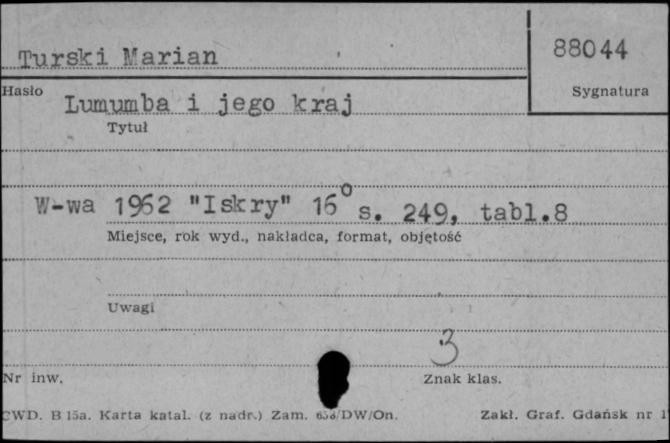 Turski Marian
88044
Hasło
Sygnatura
Lumumba i jego kraj
Tytuł
W-wa 1962 "Iskry" 16° s. 249, tabl.8
Miejsce, rok wyd., nakładca, format, objętość
Uwagi
3
Nr inw.
Znak klas.
CWD. B 15a. Karta katal. (z nadr.) Zam. /DW/On.
Zakł. Graf. Gdańsk nr